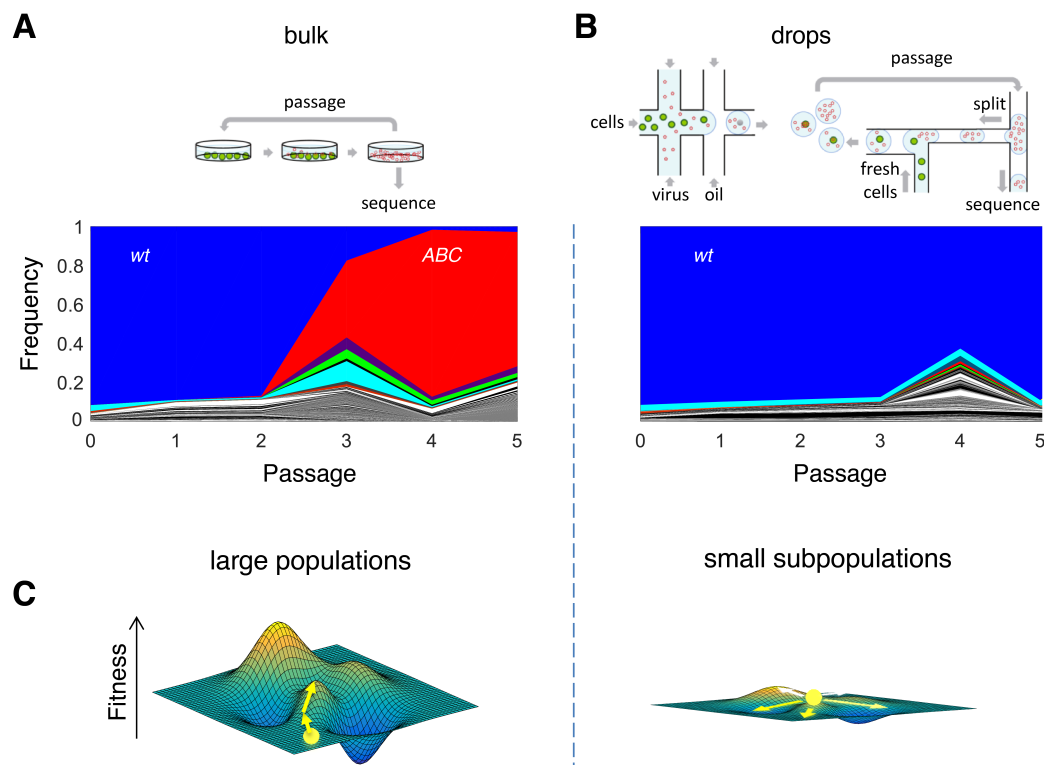 A
bulk
passage
sequence
B
drops
passage
cells
split
virus
oil
fresh
cells
sequence
Frequency
1
0.8
0.6
0.4
0.2
0
wt
ABC
0 1 2 3 4 5
Passage
wt
0 1 2 3 4 5
Passage
large populations
small subpopulations
C
Fitness